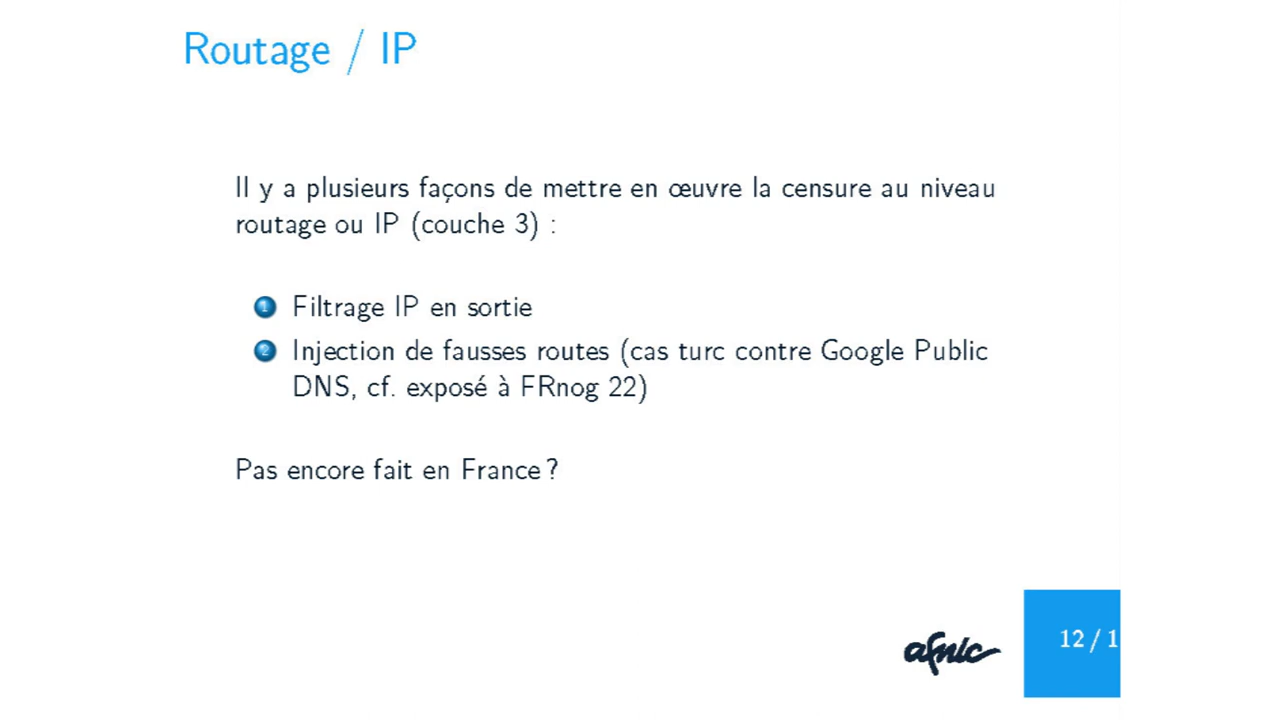 Routage / IP
Il y a plusieurs façons de mettre en œuvre la censure au niveau
routage ou IP (couche 3) :
1 Filtrage IP en sortie
2 Injection de fausses routes (cas turc contre Google Public
DNS, cf. exposé à FRnog 22)
Pas encore fait en France ?
afnic
12 / 1